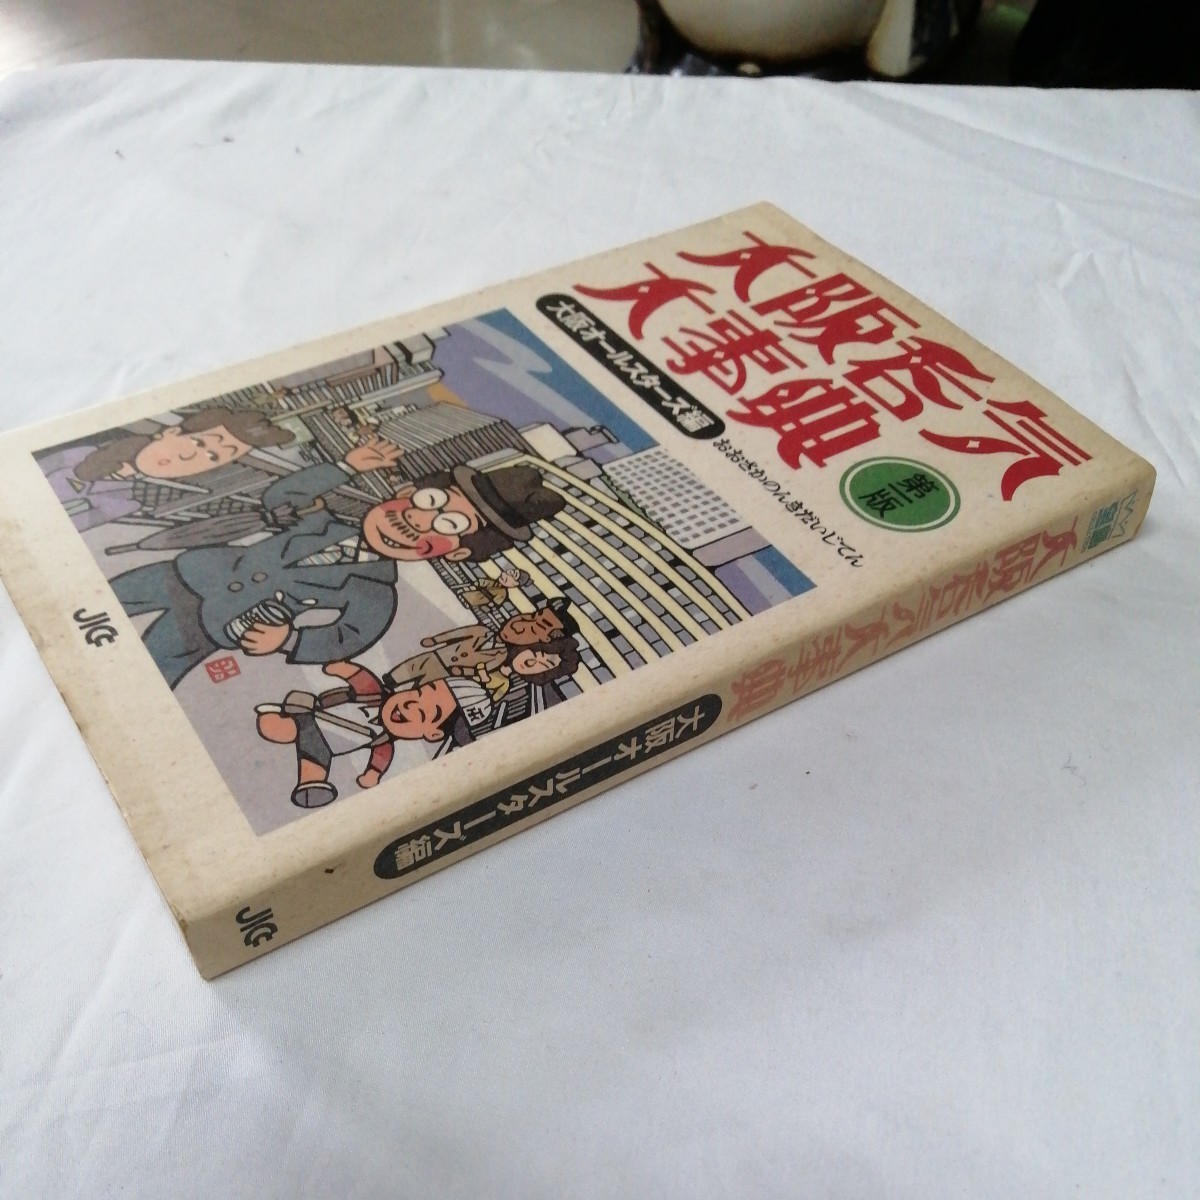 大阪呑気
大事典
大阪オールスターズ編
おおさかのんきだいじてん
第一版
JICC
大阪呑気大事典
大阪オールスターズ編
JICC